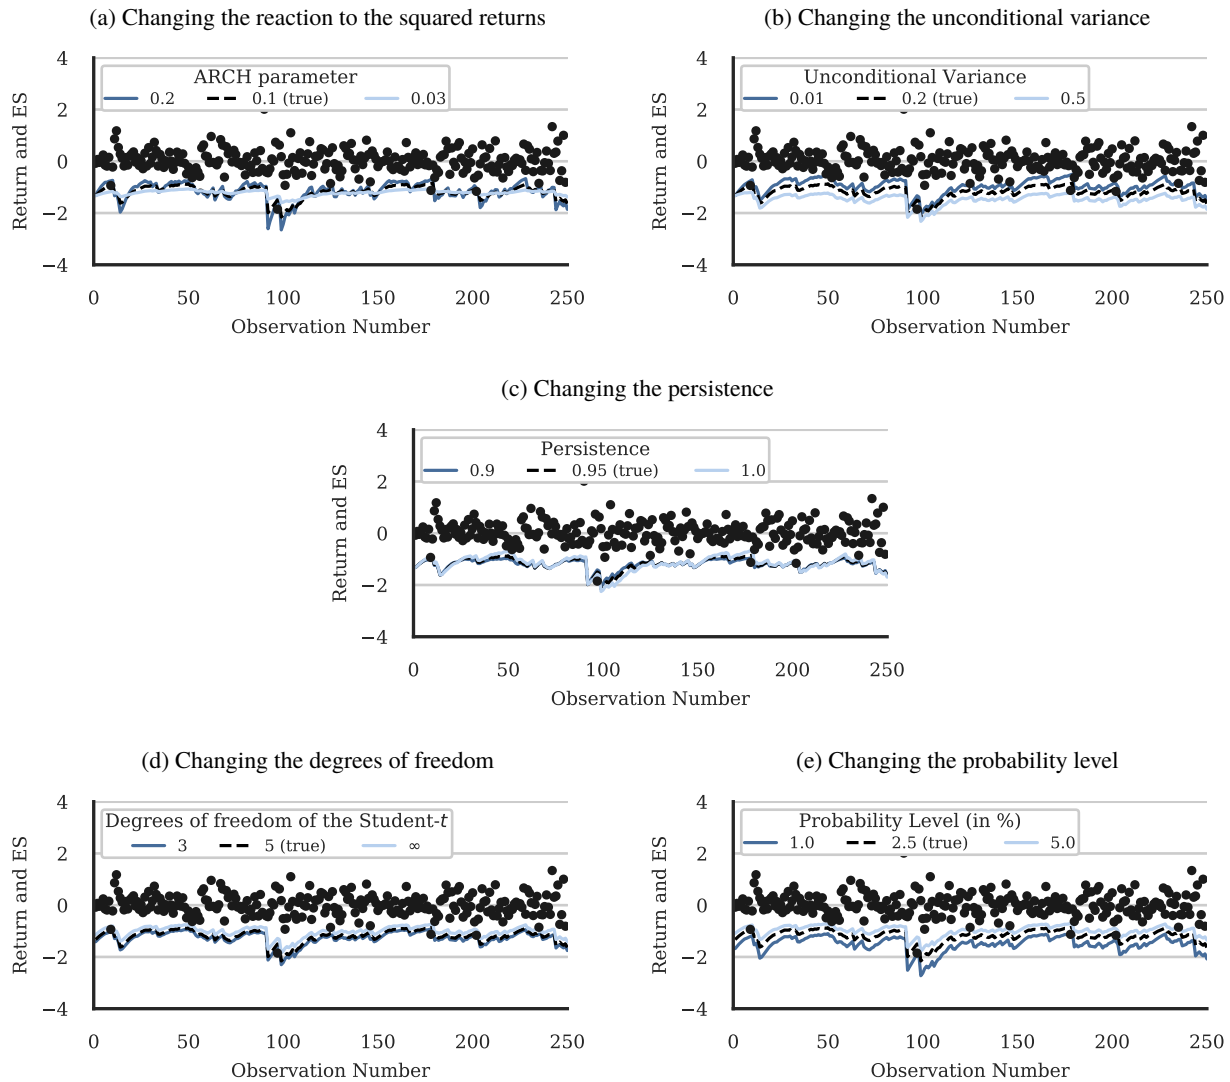 (a) Changing the reaction to the squared returns
4
2
0
−2
−4
Return and ES
ARCH parameter
0.2 0.1 (true) 0.03
0 50 100 150 200 250
Observation Number
(b) Changing the unconditional variance
4
2
0
−2
−4
Return and ES
Unconditional Variance
0.01 0.2 (true) 0.5
0 50 100 150 200 250
Observation Number
(c) Changing the persistence
4
2
0
−2
−4
Return and ES
Persistence
0.9 0.95 (true) 1.0
0 50 100 150 200 250
Observation Number
(d) Changing the degrees of freedom
4
2
0
−2
−4
Return and ES
Degrees of freedom of the Student-t
3 5 (true) ∞
0 50 100 150 200 250
Observation Number
(e) Changing the probability level
4
2
0
−2
−4
Return and ES
Probability Level (in %)
1.0 2.5 (true) 5.0
0 50 100 150 200 250
Observation Number